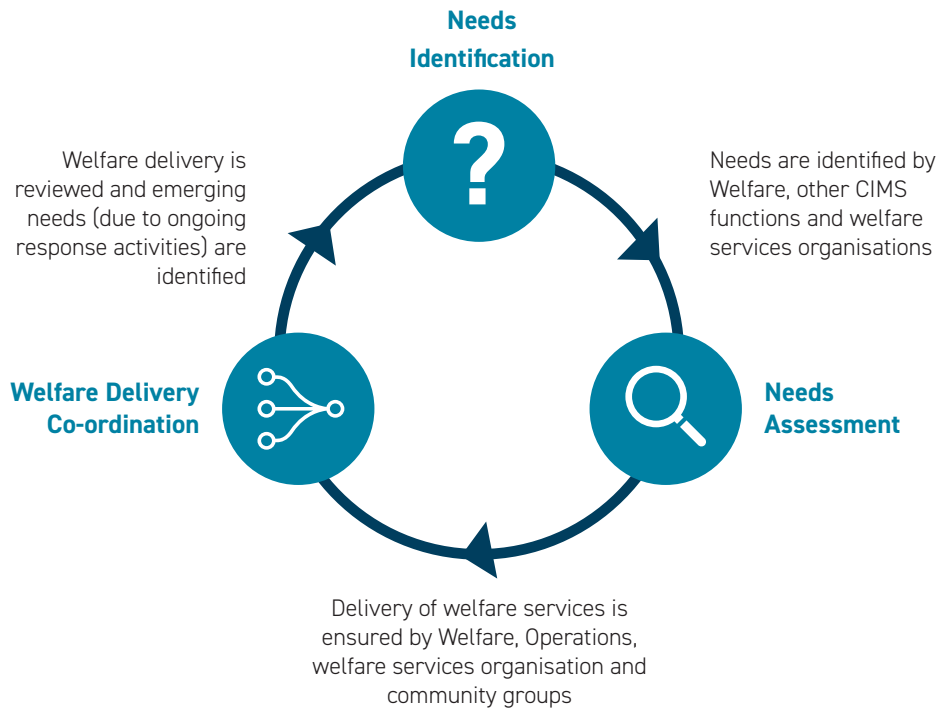 Needs
Identification
Welfare delivery is
reviewed and emerging
needs (due to ongoing
response activities) are
identified
?
Needs are identified by
Welfare, other CIMS
functions and welfare
services organisations
Welfare Delivery
Co-ordination
Needs
Assessment
Delivery of welfare services is
ensured by Welfare, Operations,
welfare services organisation and
community groups